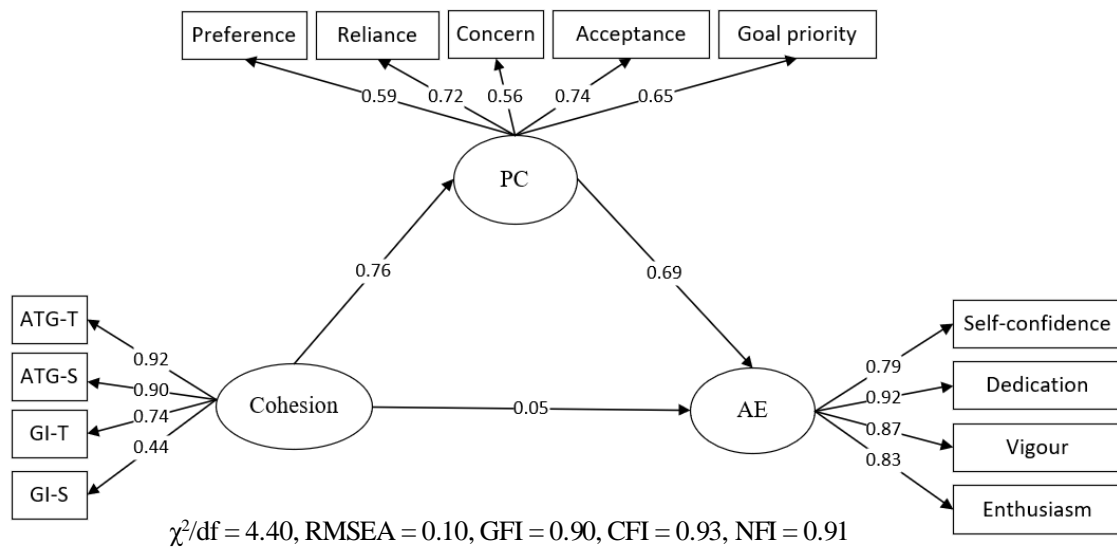 Preference Reliance Concern Acceptance Goal priority
0.59 0.72 0.56 0.74 0.65
PC
0.76 0.69
ATG-T
ATG-S
GI-T
GI-S
0.92
0.90
0.74
0.44
Cohesion
0.05
AE
0.79
0.92
0.87
0.83
Self-confidence
Dedication
Vigour
Enthusiasm
χ²/df = 4.40, RMSEA = 0.10, GFI = 0.90, CFI = 0.93, NFI = 0.91